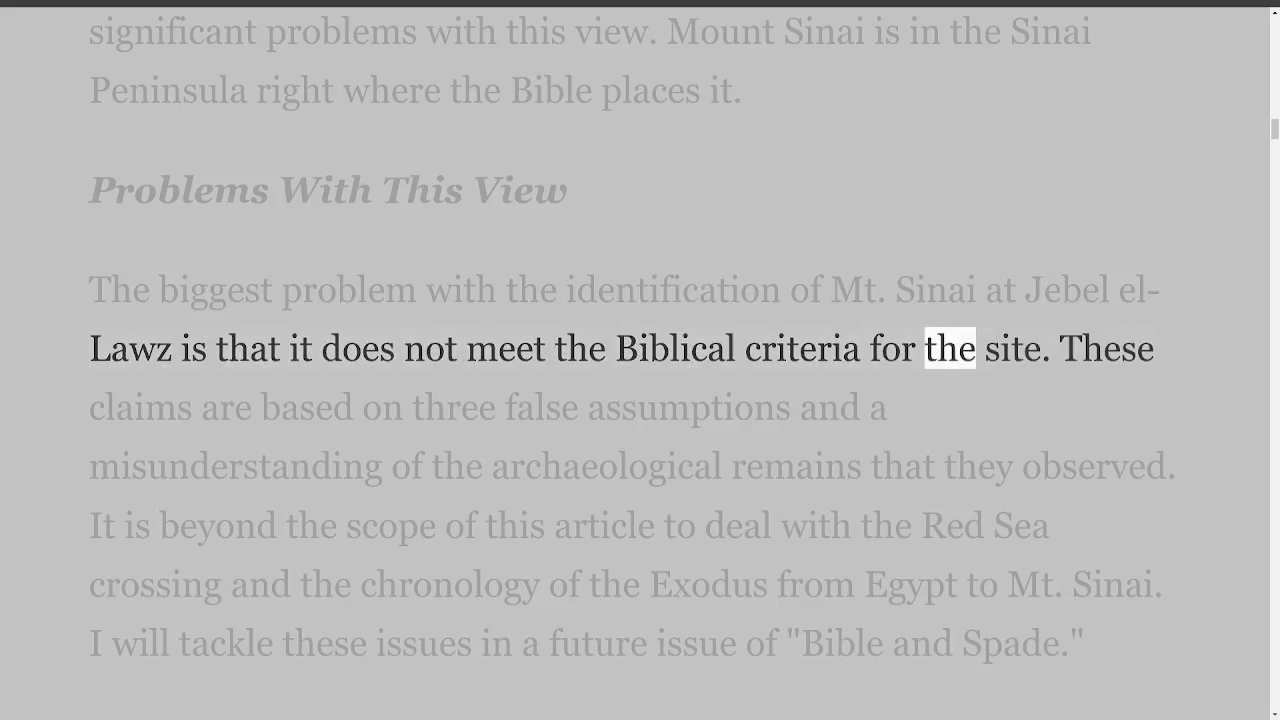 significant problems with this view. Mount Sinai is in the Sinai
Peninsula right where the Bible places it.
Problems With This View
The biggest problem with the identification of Mt. Sinai at Jebel el-
Lawz is that it does not meet the Biblical criteria for the site. These
claims are based on three false assumptions and a
misunderstanding of the archaeological remains that they observed.
It is beyond the scope of this article to deal with the Red Sea
crossing and the chronology of the Exodus from Egypt to Mt. Sinai.
I will tackle these issues in a future issue of "Bible and Spade."